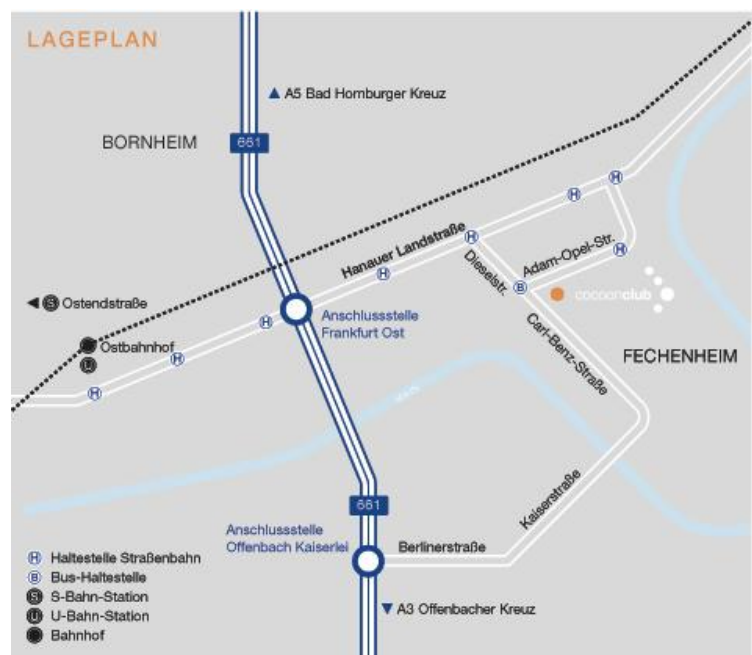 LAGEPLAN
A5 Bad Homburger Kreuz
BORNHEIM
661
H
H
Hanauer Landstraße
H
Adam-Opel-Str.
H
H
Dieselstr.
B
cocoonclub
S Ostendstraße
Anschlussstelle
Frankfurt Ost
H
Ostbahnhof
U
H
H
Carl-Benz-Straße
FECHENHEIM
661
Kaiserstraße
Anschlussstelle
Offenbach Kaiserlei
Berlinerstraße
H Haltestelle Straßenbahn
B Bus-Haltestelle
S S-Bahn-Station
U U-Bahn-Station
Bahnhof
A3 Offenbacher Kreuz